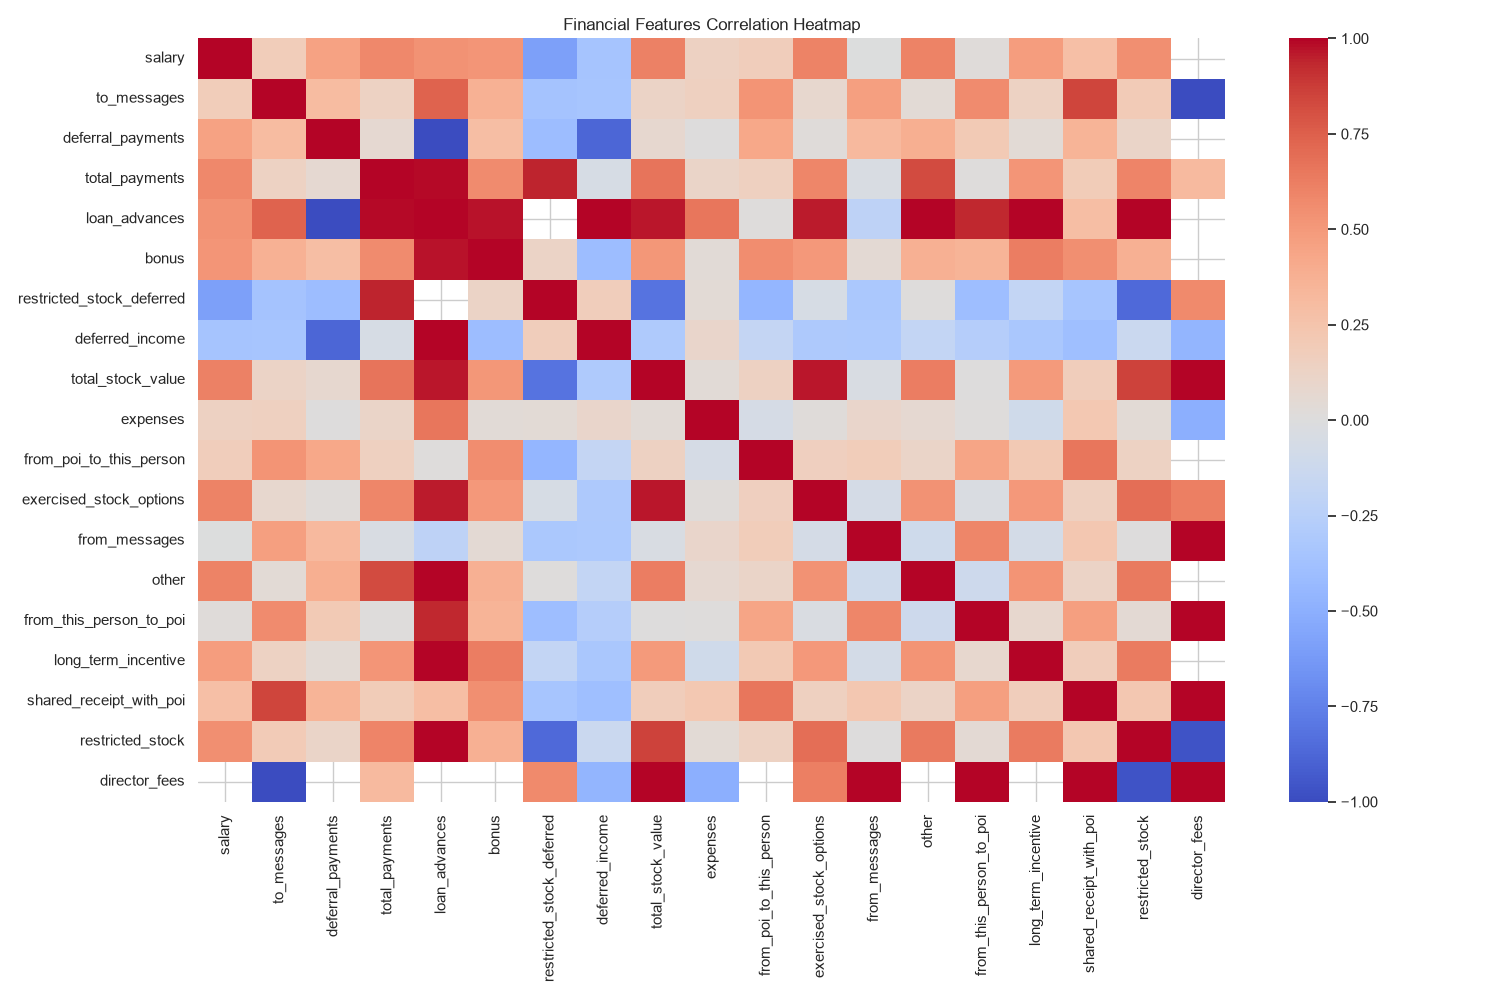 Financial Features Correlation Heatmap
salary
to_messages
deferral_payments
total_payments
loan_advances
bonus
restricted_stock_deferred
deferred_income
total_stock_value
expenses
from_poi_to_this_person
exercised_stock_options
from_messages
other
from_this_person_to_poi
long_term_incentive
shared_receipt_with_poi
restricted_stock
director_fees
salary
to_messages
deferral_payments
total_payments
loan_advances
bonus
restricted_stock_deferred
deferred_income
total_stock_value
expenses
from_poi_to_this_person
exercised_stock_options
from_messages
other
from_this_person_to_poi
long_term_incentive
shared_receipt_with_poi
restricted_stock
director_fees
1.00
0.75
0.50
0.25
0.00
−0.25
−0.50
−0.75
−1.00